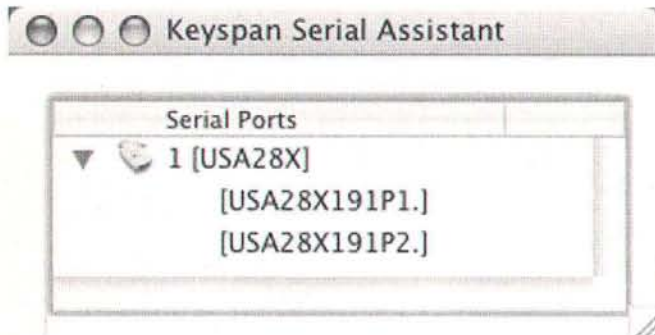 Keyspan Serial Assistant
Serial Ports
1 [USA28X]
[USA28X191P1.]
[USA28X191P2.]